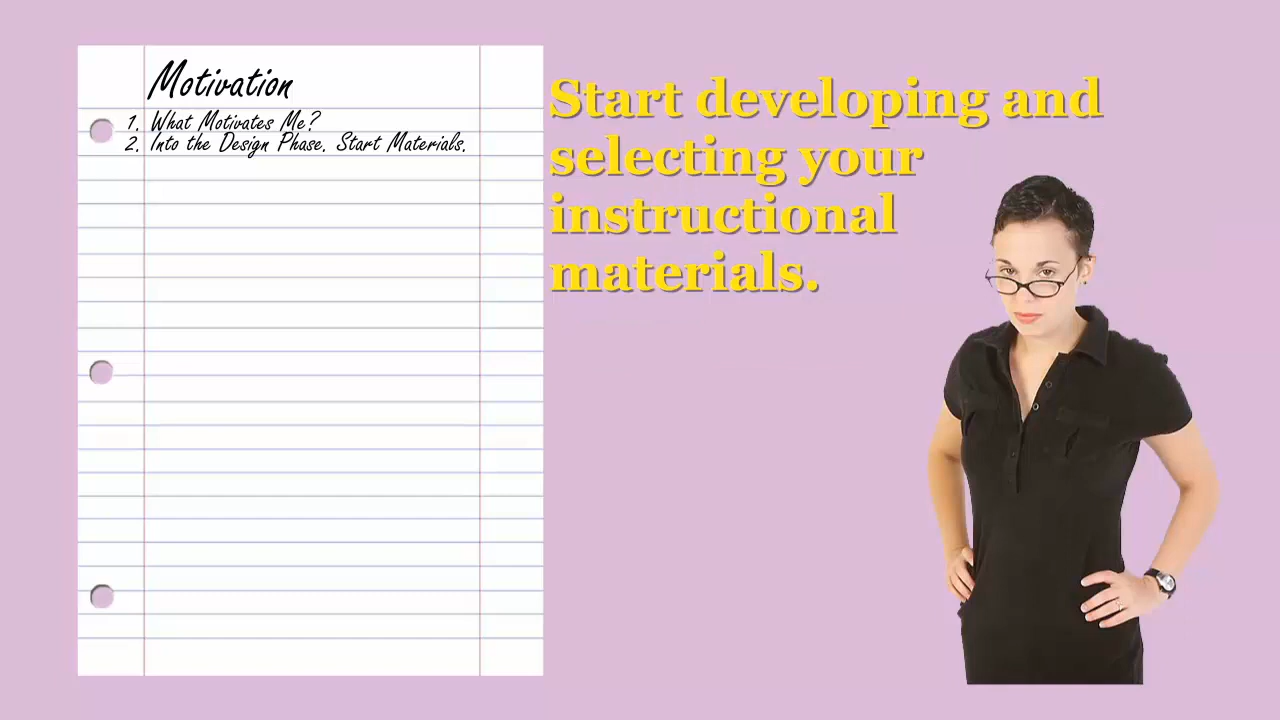 Motivation
1. What Motivates Me?
2. Into the Design Phase. Start Materials.
Start developing and
selecting your
instructional
materials.